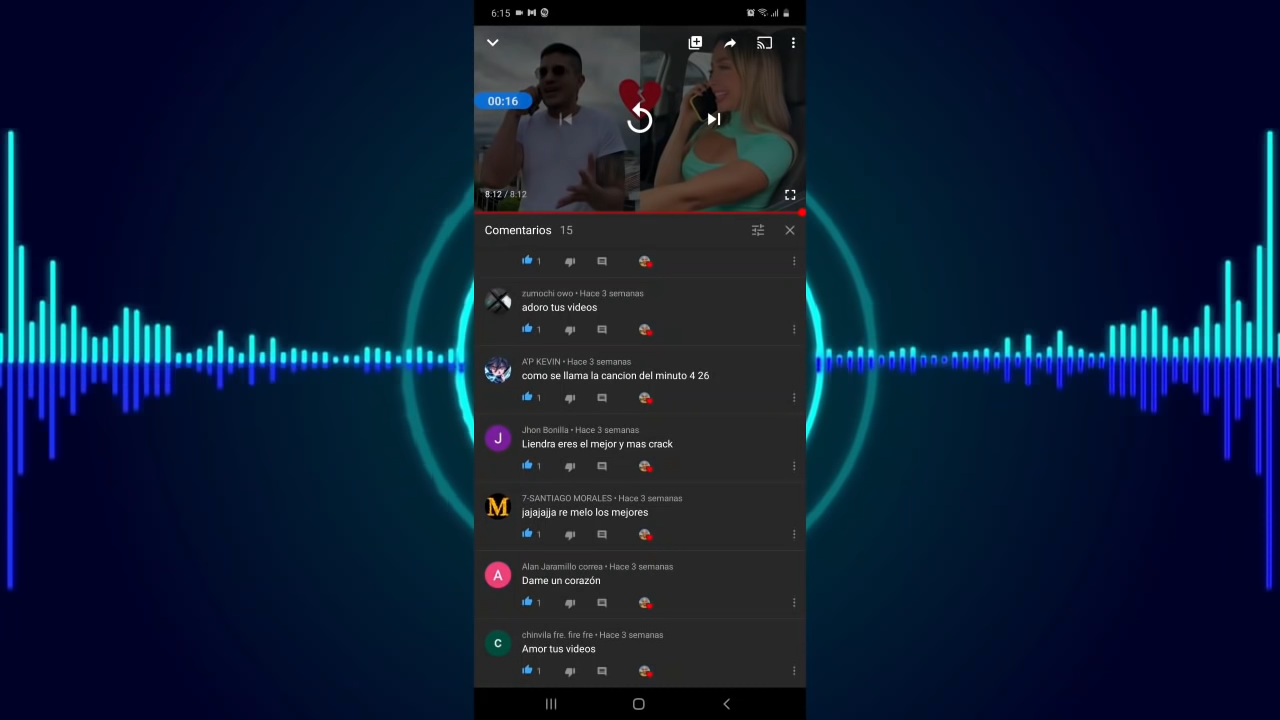 6:15
00:16
8:12 / 8:12
Comentarios 15
1
zumochi owo • Hace 3 semanas
adoro tus videos
1
A'P KEVIN • Hace 3 semanas
como se llama la cancion del minuto 4 26
1
J
Jhon Bonilla • Hace 3 semanas
Liendra eres el mejor y mas crack
1
M
7-SANTIAGO MORALES • Hace 3 semanas
jajajajja re melo los mejores
1
A
Alan Jaramillo correa • Hace 3 semanas
Dame un corazón
1
C
chinvila fre. fire fre • Hace 3 semanas
Amor tus videos
1